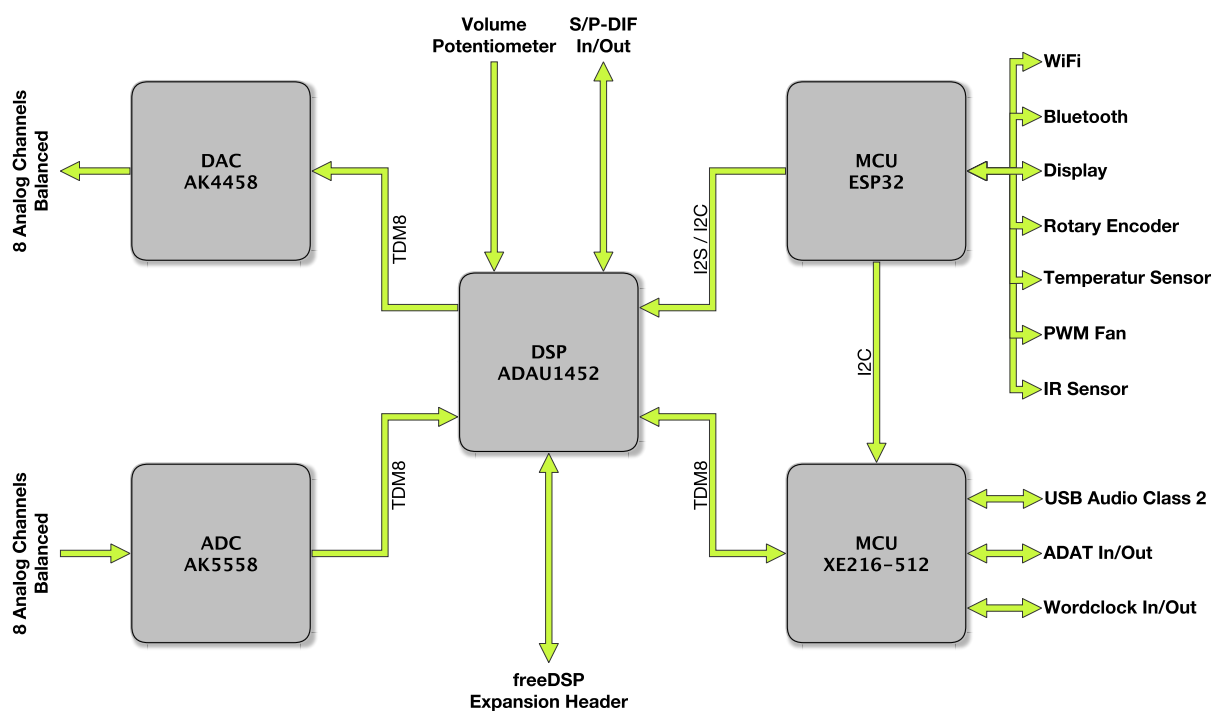 Volume
Potentiometer
S/P-DIF
In/Out
8 Analog Channels
Balanced
DAC
AK4458
TDM8
I2S / I2C
MCU
ESP32
WiFi
Bluetooth
Display
Rotary Encoder
Temperatur Sensor
PWM Fan
IR Sensor
DSP
ADAU1452
I2C
8 Analog Channels
Balanced
ADC
AK5558
TDM8
TDM8
MCU
XE216-512
USB Audio Class 2
ADAT In/Out
Wordclock In/Out
freeDSP
Expansion Header